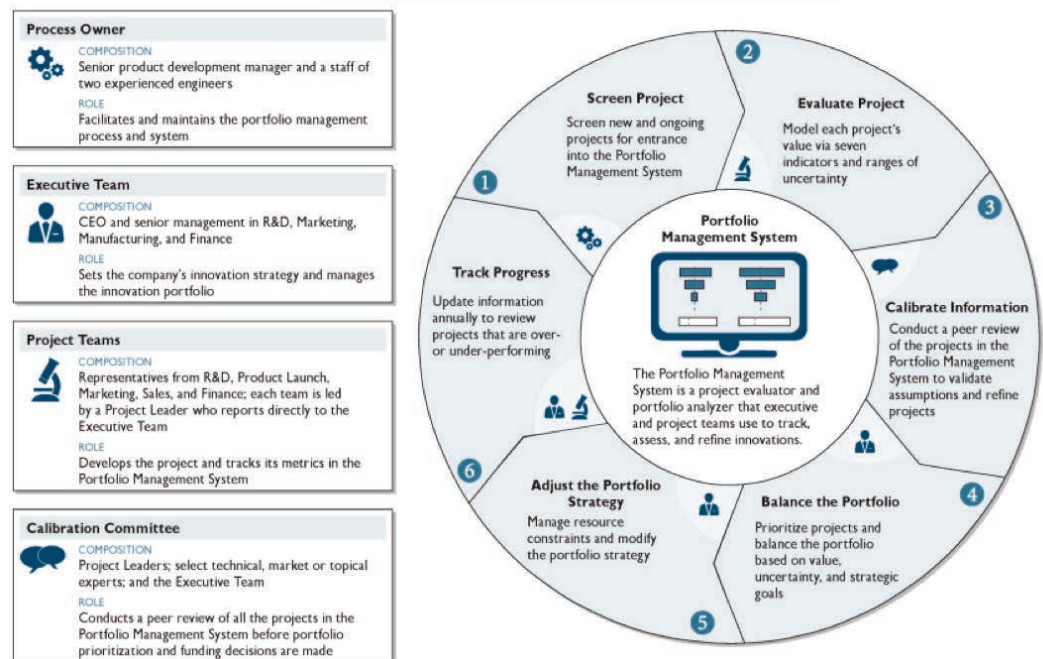 Process Owner
COMPOSITION
Senior product development manager and a staff of
two experienced engineers
ROLE
Facilitates and maintains the portfolio management
process and system
Executive Team
COMPOSITION
CEO and senior management in R&D, Marketing,
Manufacturing, and Finance
ROLE
Sets the company's innovation strategy and manages
the innovation portfolio
Project Teams
COMPOSITION
Representatives from R&D, Product Launch,
Marketing, Sales, and Finance; each team is led
by a Project Leader who reports directly to the
Executive Team
ROLE
Develops the project and tracks its metrics in the
Portfolio Management System
Calibration Committee
COMPOSITION
Project Leaders; select technical, market or topical
experts; and the Executive Team
ROLE
Conducts a peer review of all the projects in the
Portfolio Management System before portfolio
prioritization and funding decisions are made
1
Screen Project
Screen new and ongoing
projects for entrance
into the Portfolio
Management System
2
Evaluate Project
Model each project's
value via seven
indicators and ranges of
uncertainty
3
Calibrate Information
Conduct a peer review
of the projects in the
Portfolio Management
System to validate
assumptions and refine
projects
4
Balance the Portfolio
Prioritize projects and
balance the portfolio
based on value,
uncertainty, and strategic
goals
5
Adjust the Portfolio
Strategy
Manage resource
constraints and modify
the portfolio strategy
6
Track Progress
Update information
annually to review
projects that are over-
or under-performing
Portfolio
Management System
The Portfolio Management
System is a project evaluator and
portfolio analyzer that executive
and project teams use to track,
assess, and refine innovations.